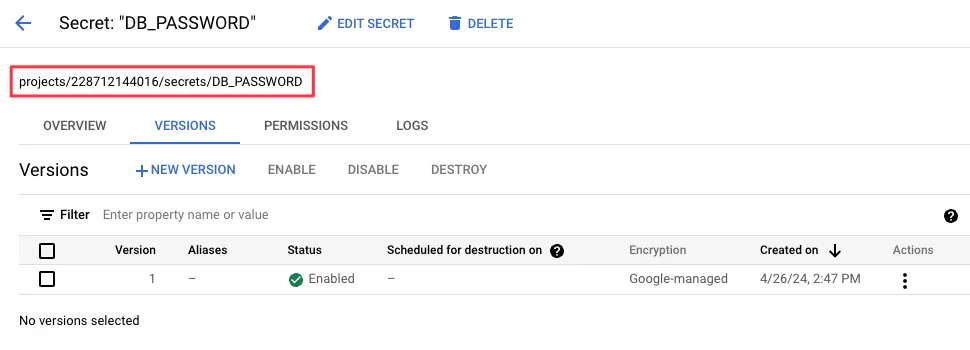 Secret: "DB_PASSWORD" EDIT SECRET DELETE
projects/228712144016/secrets/DB_PASSWORD
OVERVIEW VERSIONS PERMISSIONS LOGS
Versions +NEW VERSION ENABLE DISABLE DESTROY
Filter Enter property name or value ?
Version Aliases Status Scheduled for destruction on ? Encryption Created on Actions
1 – Enabled – Google-managed 4/26/24, 2:47 PM
No versions selected